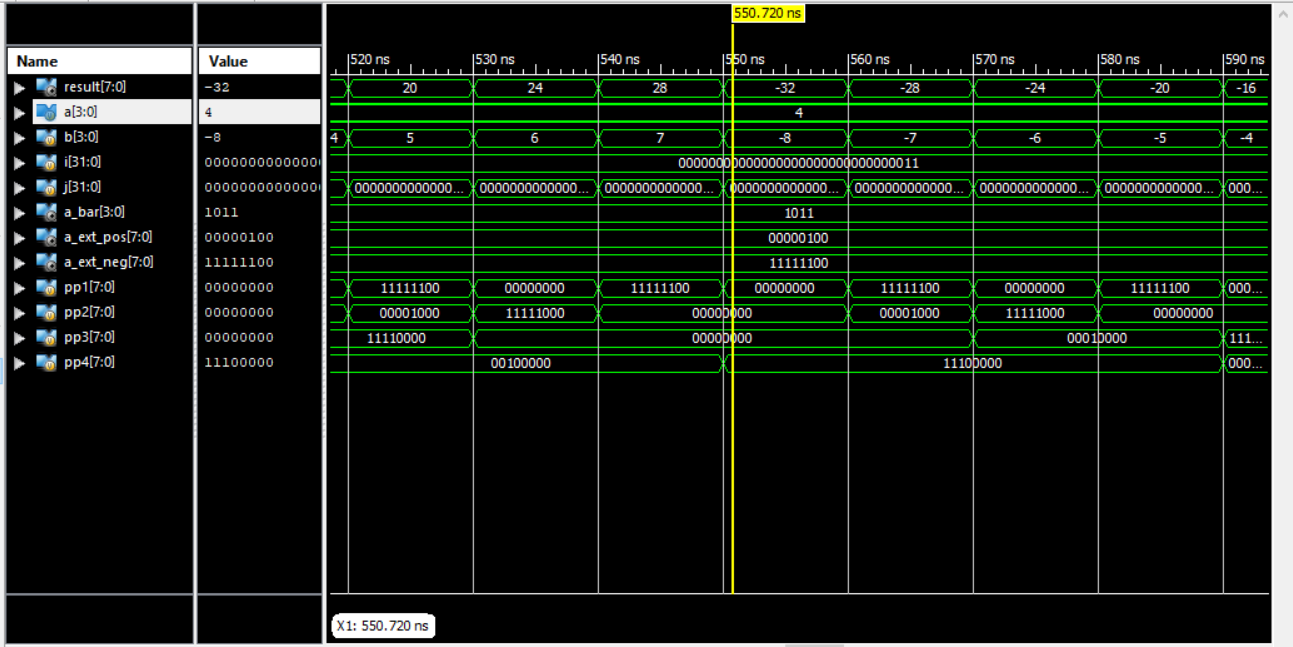 550.720 ns
Name Value 520 ns 530 ns 540 ns 550 ns 560 ns 570 ns 580 ns 590 ns
result[7:0] -32 20 24 28 -32 -28 -24 -20 -16
a[3:0] 4 4
b[3:0] -8 4 5 6 7 -8 -7 -6 -5 -4
i[31:0] 00000000000000 00000000000000000000000000000011
j[31:0] 00000000000000 0000000000000... 0000000000000... 0000000000000... 0000000000000... 0000000000000... 0000000000000... 0000000000000... 000...
a_bar[3:0] 1011 1011
a_ext_pos[7:0] 00000100 00000100
a_ext_neg[7:0] 11111100 11111100
pp1[7:0] 00000000 11111100 00000000 11111100 00000000 11111100 00000000 11111100 000...
pp2[7:0] 00000000 00001000 11111000 00000000 00001000 11111000 00000000
pp3[7:0] 00000000 11110000 00000000 00010000 111...
pp4[7:0] 11100000 00100000 11100000 000...
X1: 550.720 ns